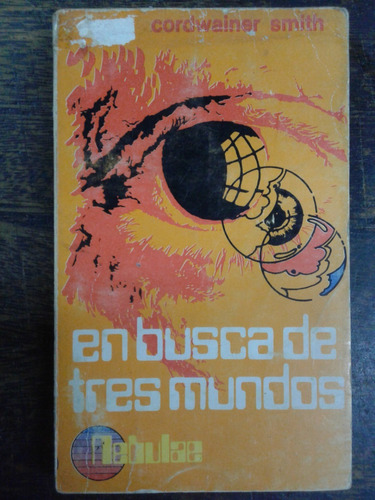 cordwainer smith
en busca de
tres mundos
Nebulae